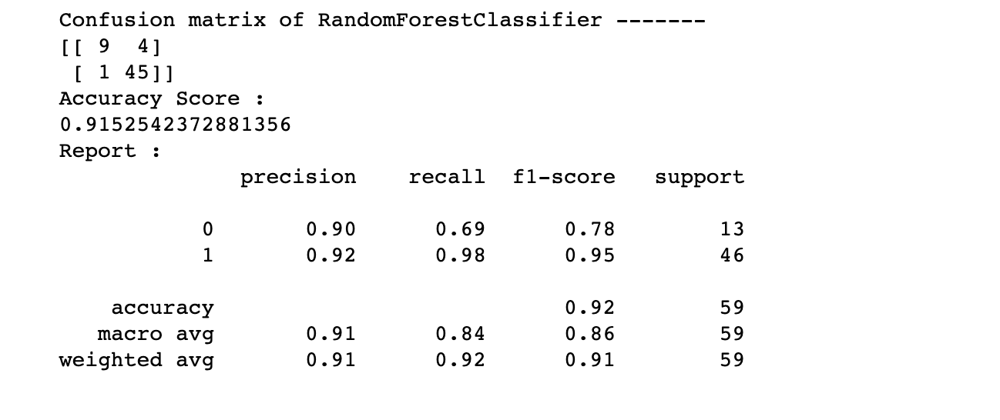 Confusion matrix of RandomForestClassifier -------
[[ 9  4]
 [ 1 45]]
Accuracy Score :
0.9152542372881356
Report :
              precision    recall  f1-score   support

           0       0.90      0.69      0.78        13
           1       0.92      0.98      0.95        46

    accuracy                           0.92        59
   macro avg       0.91      0.84      0.86        59
weighted avg       0.91      0.92      0.91        59